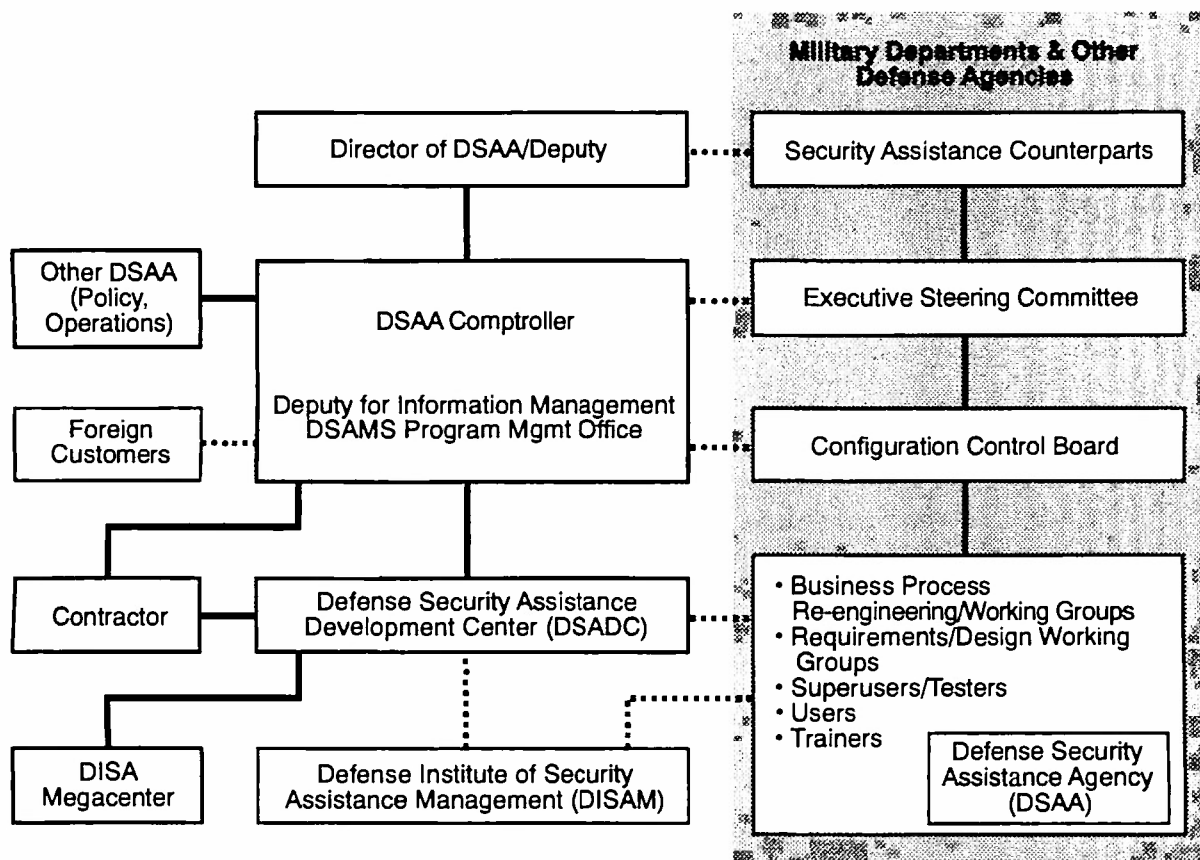 Military Departments & Other
Defense Agencies
Director of DSAA/Deputy
Security Assistance Counterparts
Other DSAA
(Policy,
Operations)
DSAA Comptroller
Executive Steering Committee
Deputy for Information Management
DSAMS Program Mgmt Office
Foreign
Customers
Configuration Control Board
Contractor
Defense Security Assistance
Development Center (DSADC)
• Business Process
Re-engineering/Working Groups
• Requirements/Design Working
Groups
• Superusers/Testers
• Users
• Trainers
DISA
Megacenter
Defense Institute of Security
Assistance Management (DISAM)
Defense Security
Assistance Agency
(DSAA)